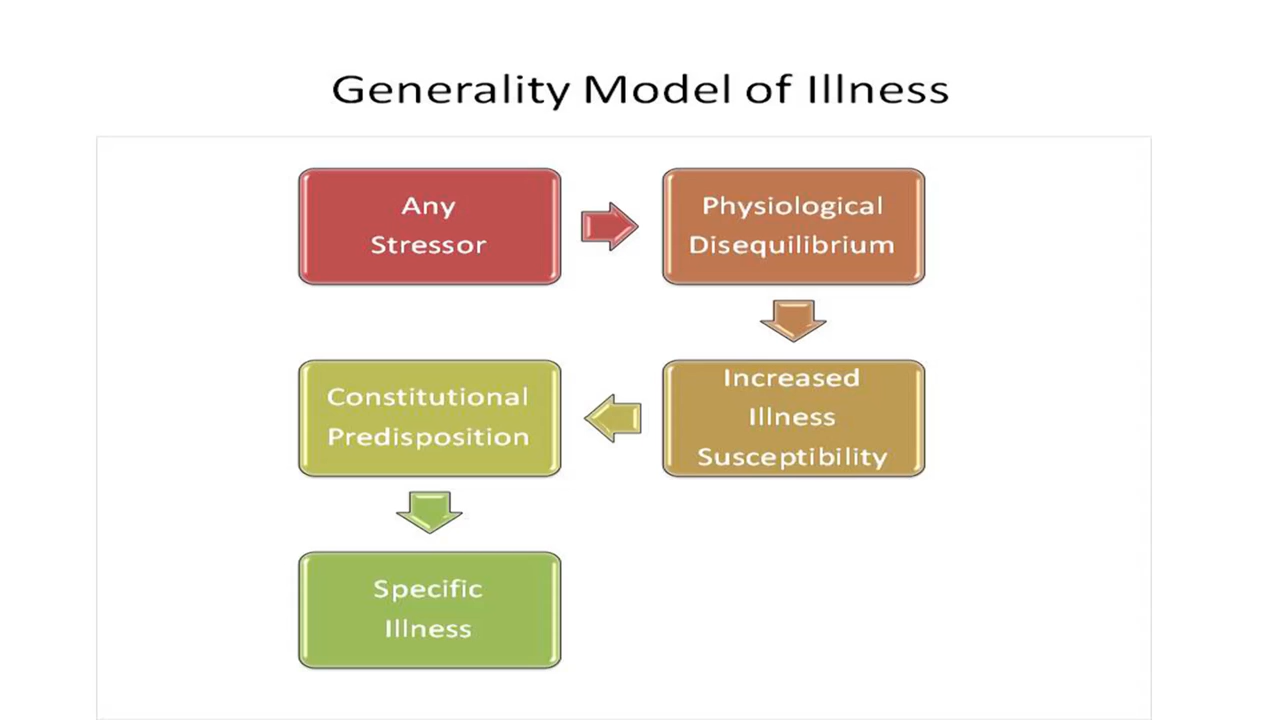 Generality Model of Illness
Any
Stressor
Physiological
Disequilibrium
Increased
Illness
Susceptibility
Constitutional
Predisposition
Specific
Illness